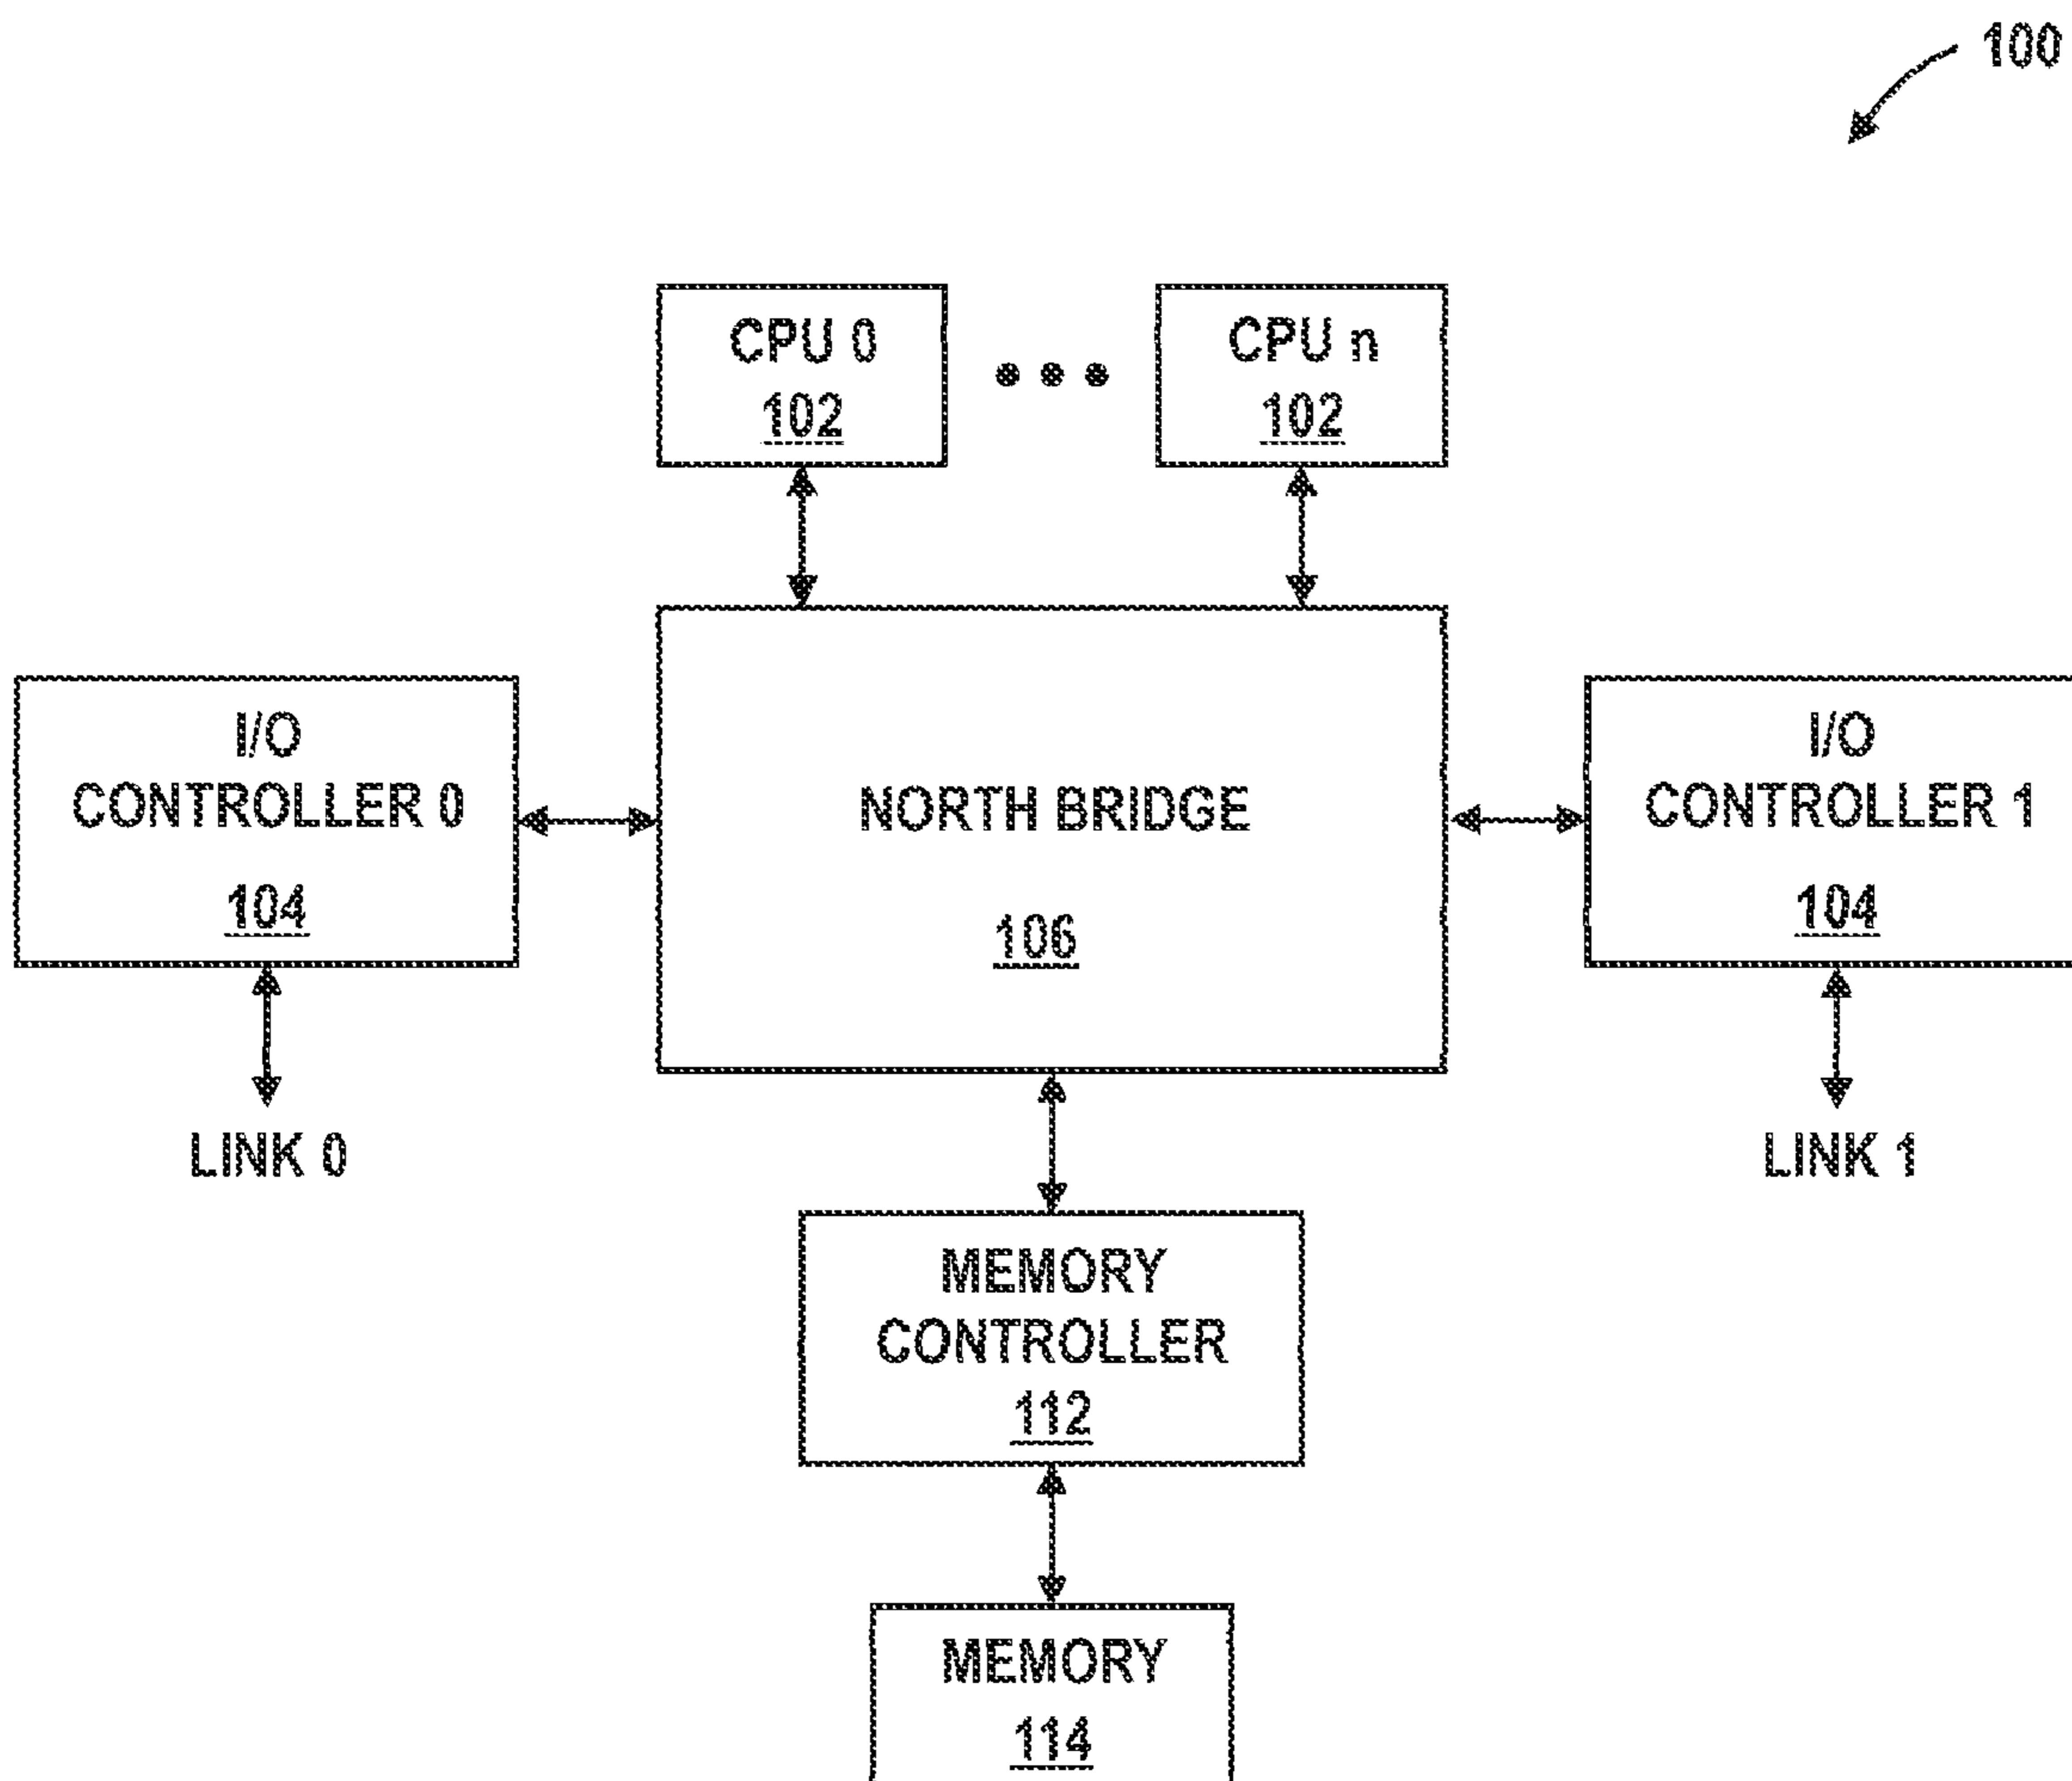 100
CPU 0
102
CPU n
102
I/O
CONTROLLER 0
104
NORTH BRIDGE
106
I/O
CONTROLLER 1
104
LINK 0
LINK 1
MEMORY
CONTROLLER
112
MEMORY
114